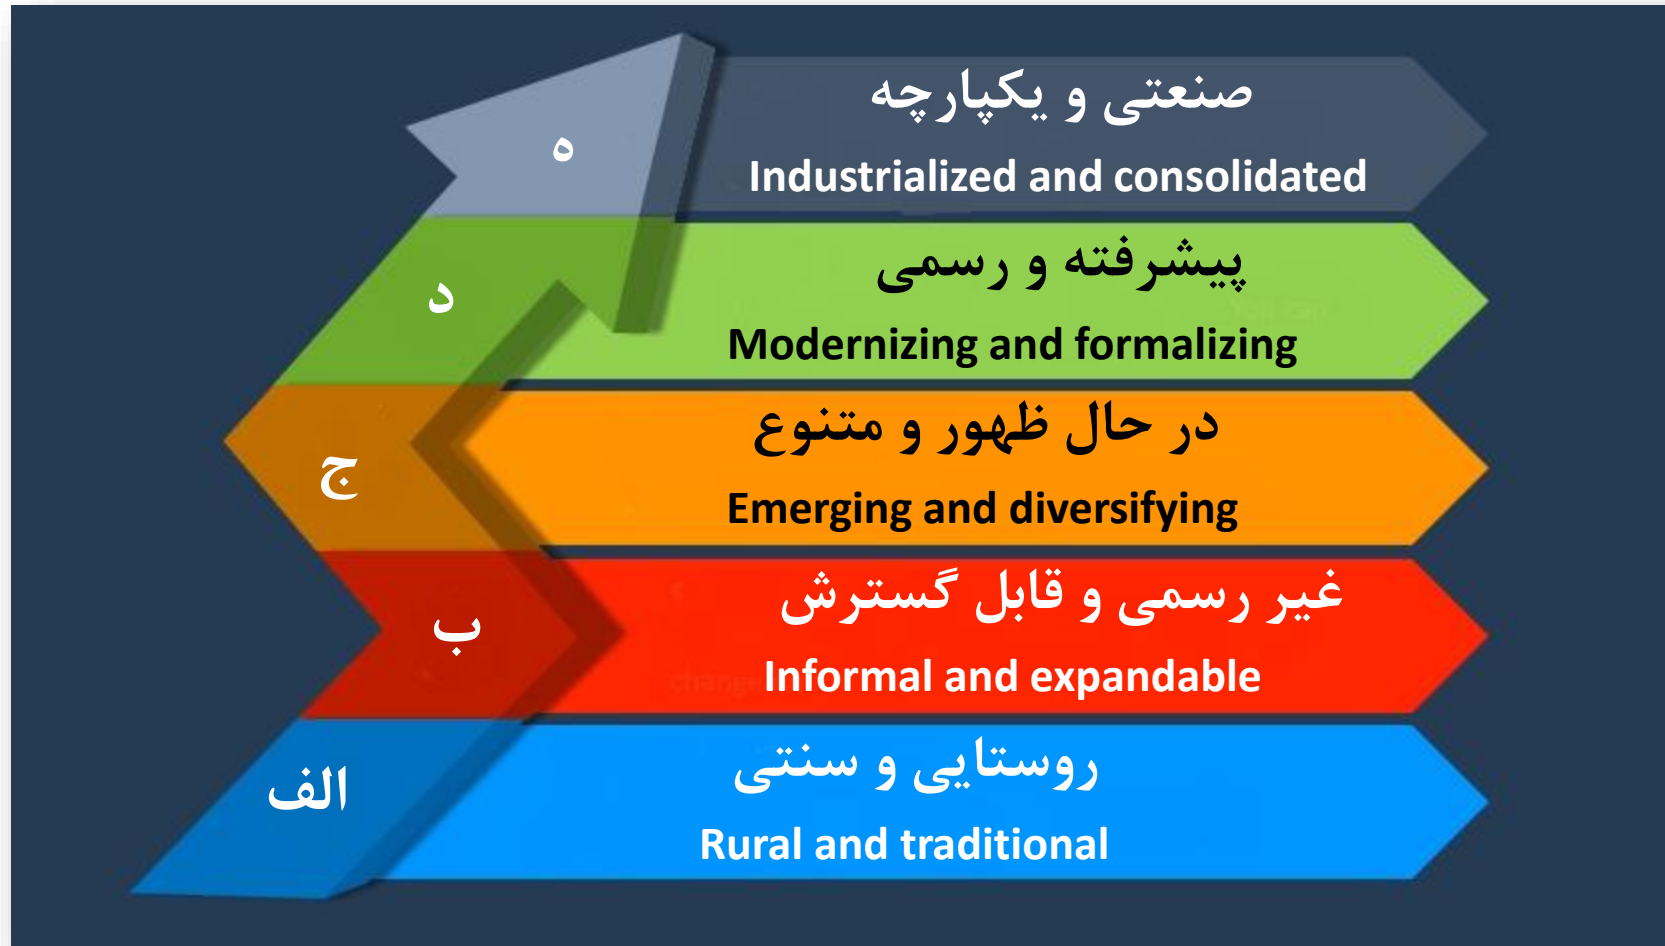 ه
صنعتی و یکپارچه
Industrialized and consolidated
د
پیشرفته و رسمی
Modernizing and formalizing
ج
در حال ظهور و متنوع
Emerging and diversifying
ب
غیر رسمی و قابل گسترش
change
Informal and expandable
الف
روستایی و سنتی
Rural and traditional